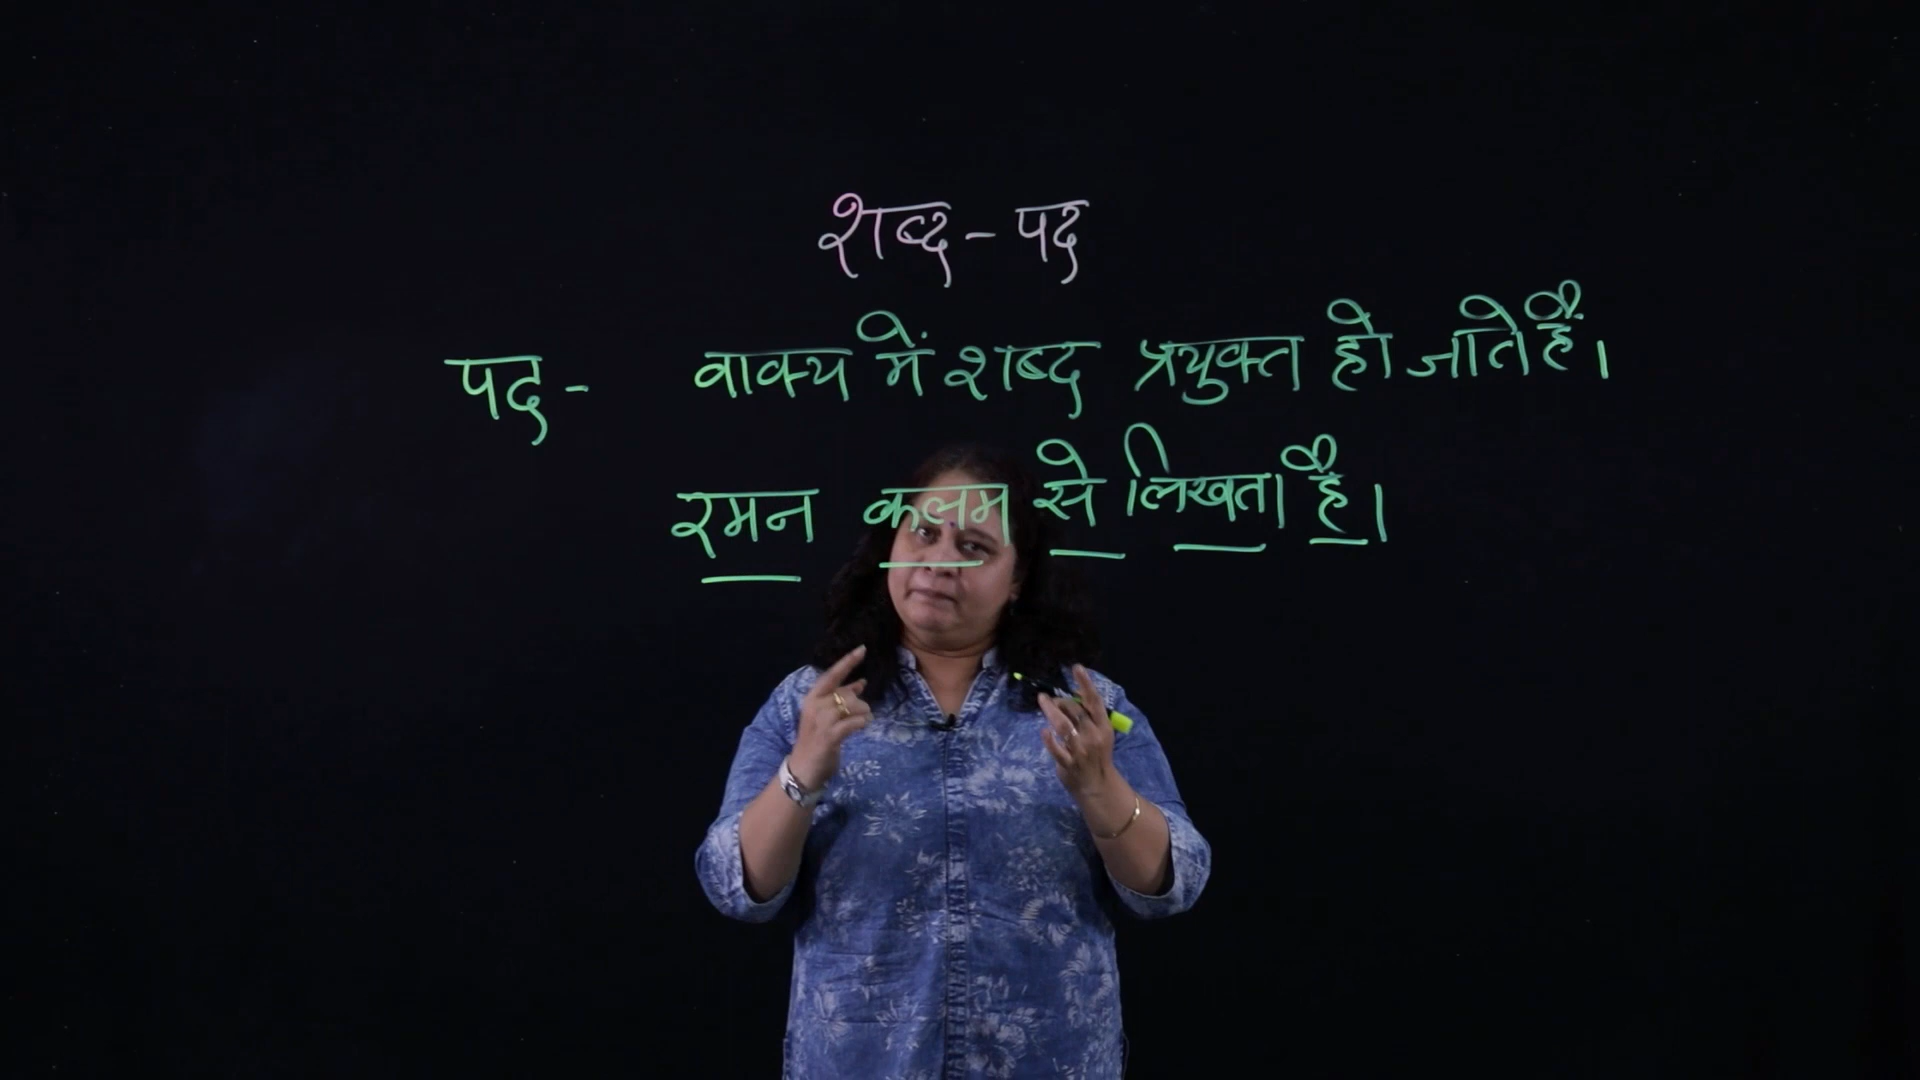 शब्द - पद
पद - वाक्य में शब्द प्रयुक्त हो जाते हैं।
रमन कलम से लिखता है।